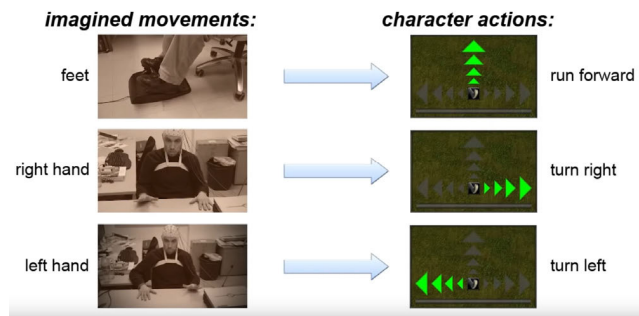 imagined movements:
character actions:
feet
run forward
right hand
turn right
left hand
turn left